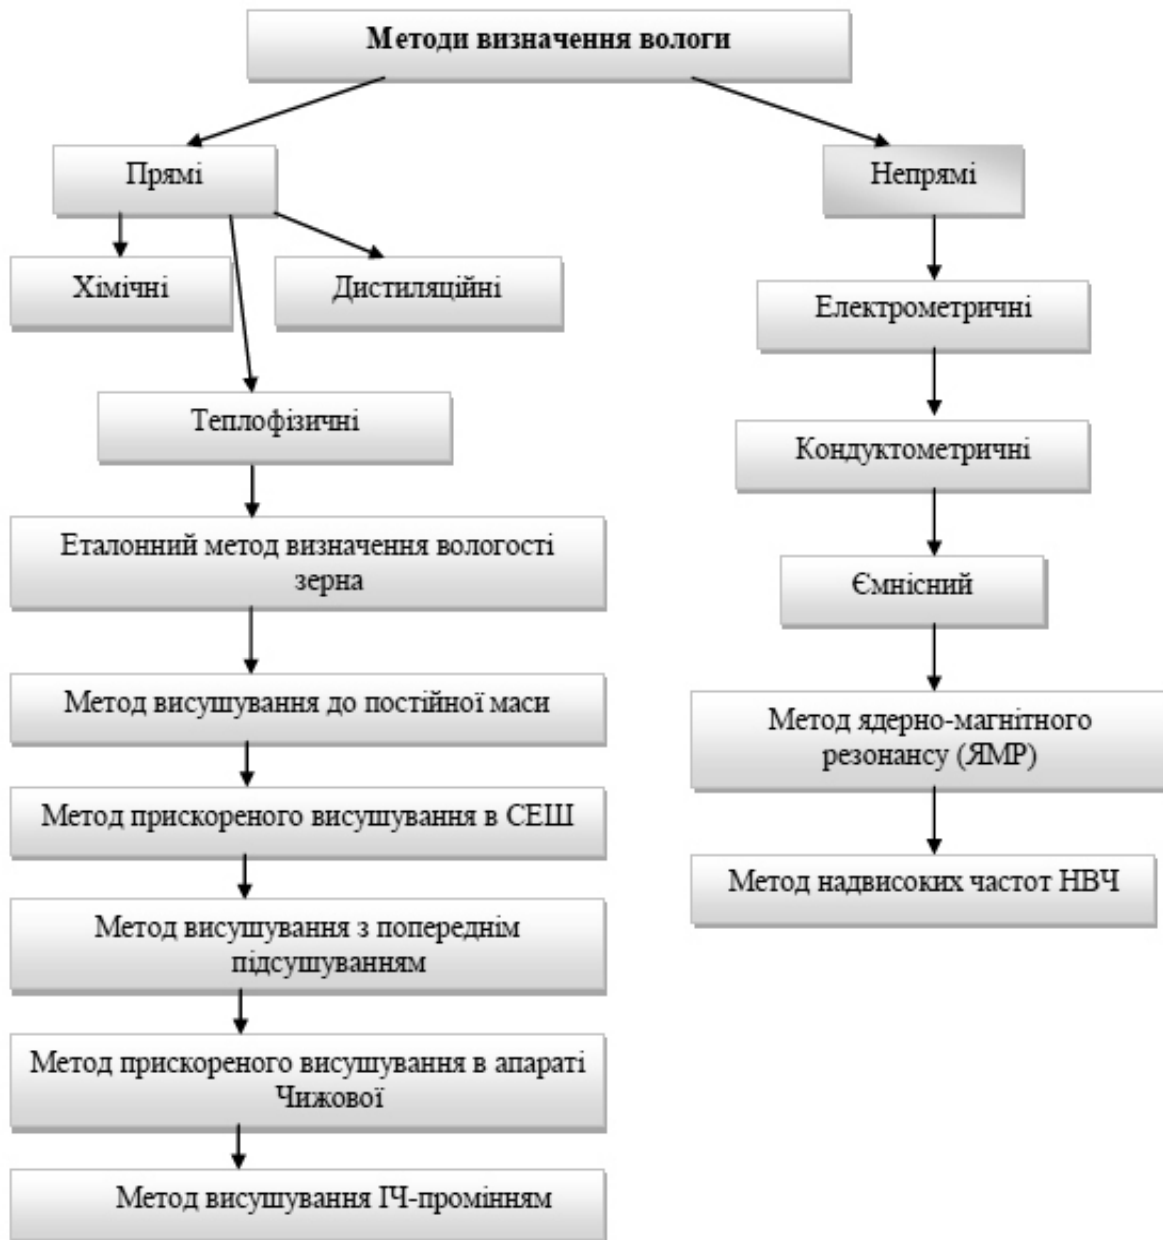 Методи визначення вологи
Прямі
Непрямі
Хімічні
Дистиляційні
Електрометричні
Теплофізичні
Кондуктометричні
Еталонний метод визначення вологості
зерна
Ємнісний
Метод висушування до постійної маси
Метод ядерно-магнітного
резонансу (ЯМР)
Метод прискореного висушування в СЕШ
Метод надвисоких частот НВЧ
Метод висушування з попереднім
підсушуванням
Метод прискореного висушування в апараті
Чижової
Метод висушування ІЧ-промінням